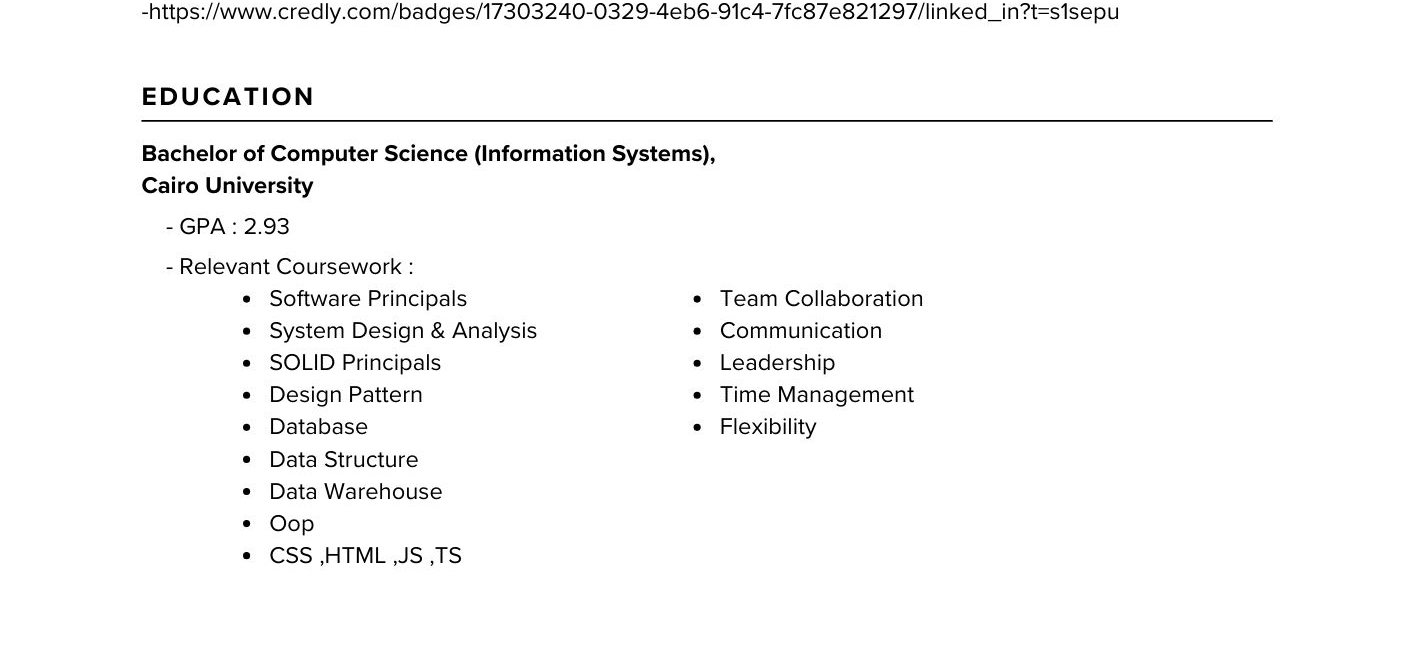 -https://www.credly.com/badges/17303240-0329-4eb6-91c4-7fc87e821297/linked_in?t=s1sepu
EDUCATION
Bachelor of Computer Science (Information Systems),
Cairo University
- GPA : 2.93
- Relevant Coursework :
• Software Principals
• System Design & Analysis
• SOLID Principals
• Design Pattern
• Database
• Data Structure
• Data Warehouse
• Oop
• CSS ,HTML ,JS ,TS
• Team Collaboration
• Communication
• Leadership
• Time Management
• Flexibility